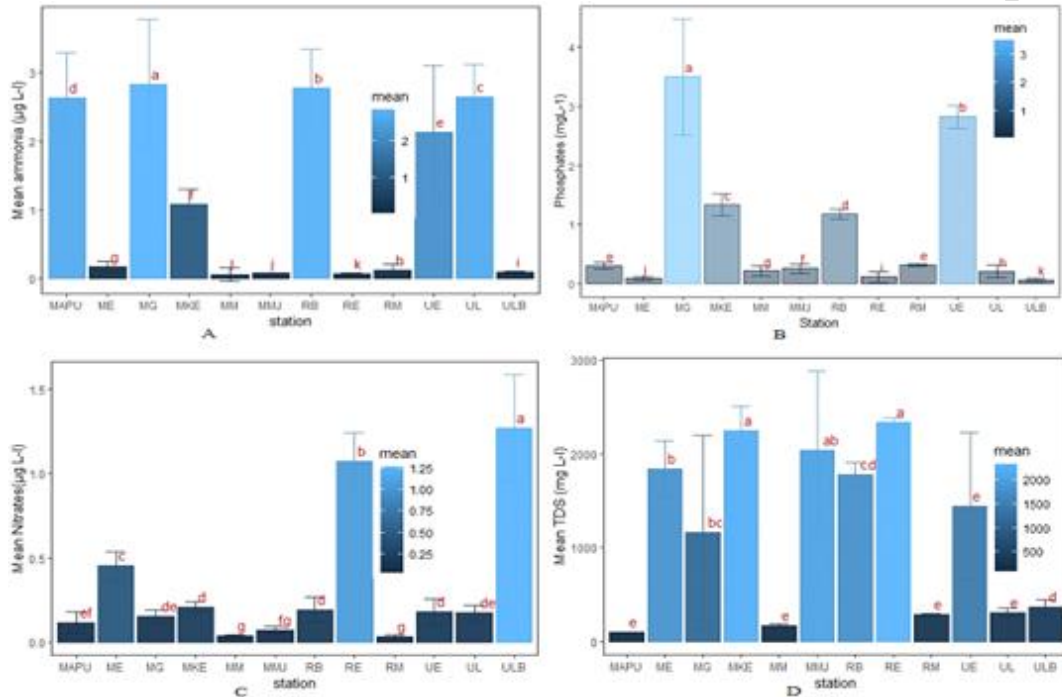 Mean ammonia (µg L-l)
3
2
1
0
d
g
a
f
b
k
h
e
c
i
mean
2
1
MAPU ME MG MKE MM MMJ RB RE RM UE UL ULB
station
A
Phosphates (mgL-1)
4
3
2
1
0
e
a
c
d
e
b
h
k
mean
3
2
1
MAPU ME MG MKE MM MMJ RB RE RM UE UL ULB
Station
B
Mean Nitrates(µg L-l)
1.5
1.0
0.5
0.0
ef
c
de
d
g
fg
d
b
g
d
de
a
mean
1.25
1.00
0.75
0.50
0.25
MAPU ME MG MKE MM MMJ RB RE RM UE UL ULB
station
C
Mean TDS (mg L-l)
3000
2000
1000
0
e
b
bc
a
e
ab
cd
a
e
e
e
d
mean
2000
1500
1000
500
MAPU ME MG MKE MM MMJ RB RE RM UE UL ULB
station
D